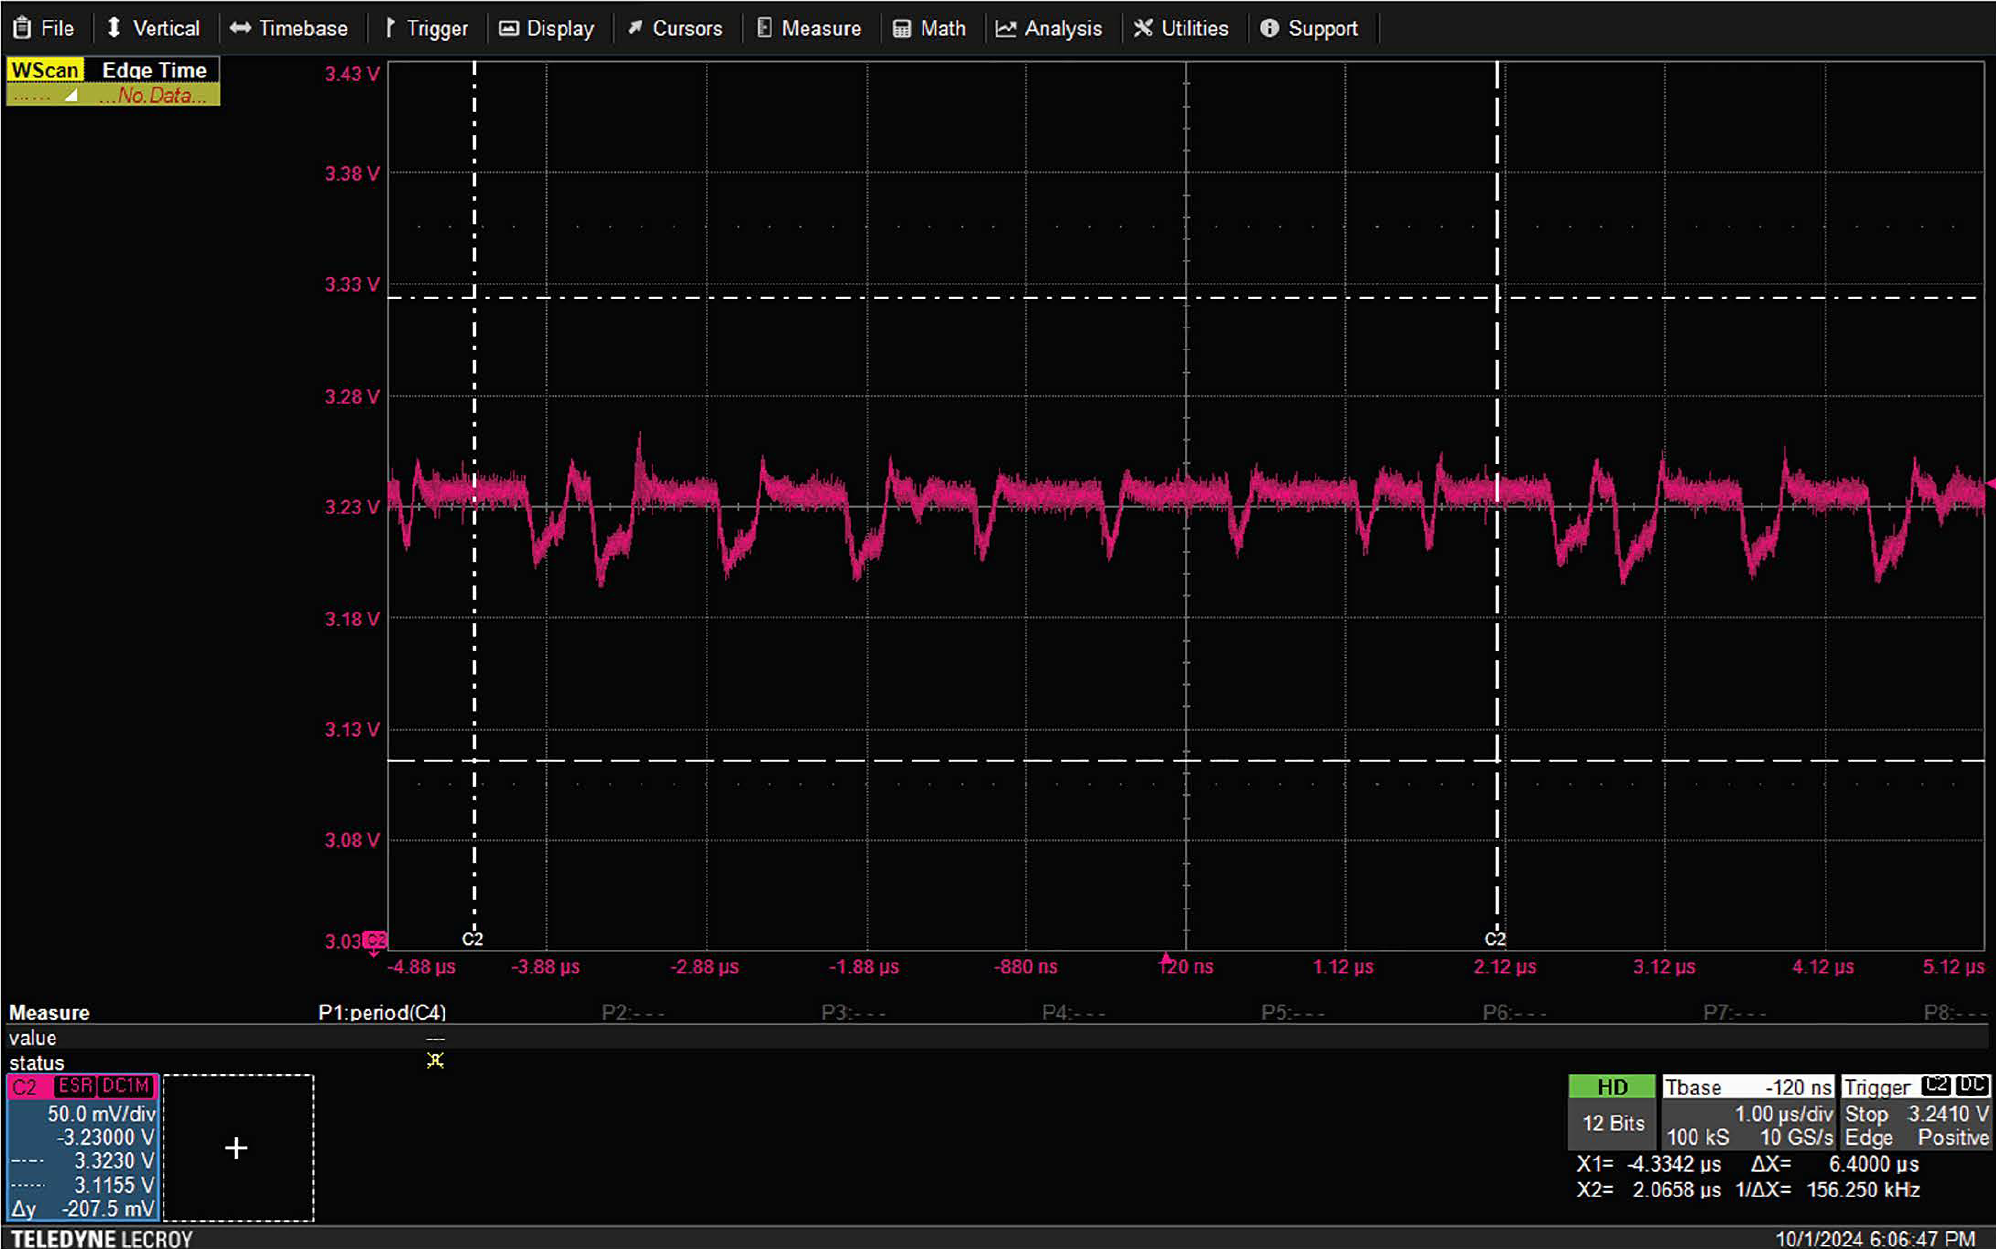 File Vertical Timebase Trigger Display Cursors Measure Math Analysis Utilities Support
WScan Edge Time
...No.Data...
3.43 V
3.38 V
3.33 V
3.28 V
3.23 V
3.18 V
3.13 V
3.08 V
3.03 C2
C2 C2
-4.88 µs -3.88 µs -2.88 µs -1.88 µs -880 ns 120 ns 1.12 µs 2.12 µs 3.12 µs 4.12 µs 5.12 µs
Measure P1:period(C4) P2:--- P3:--- P4:--- P5:--- P6:--- P7:--- P8:---
value ---
status
C2 ESR DC1M
50.0 mV/div
-3.23000 V
3.3230 V
3.1155 V
Δy -207.5 mV
+
HD
12 Bits
Tbase -120 ns
1.00 µs/div
100 kS 10 GS/s
Trigger C2 DC
Stop 3.2410 V
Edge Positive
X1= -4.3342 µs ΔX= 6.4000 µs
X2= 2.0658 µs 1/ΔX= 156.250 kHz
TELEDYNE LECROY 10/1/2024 6:06:47 PM